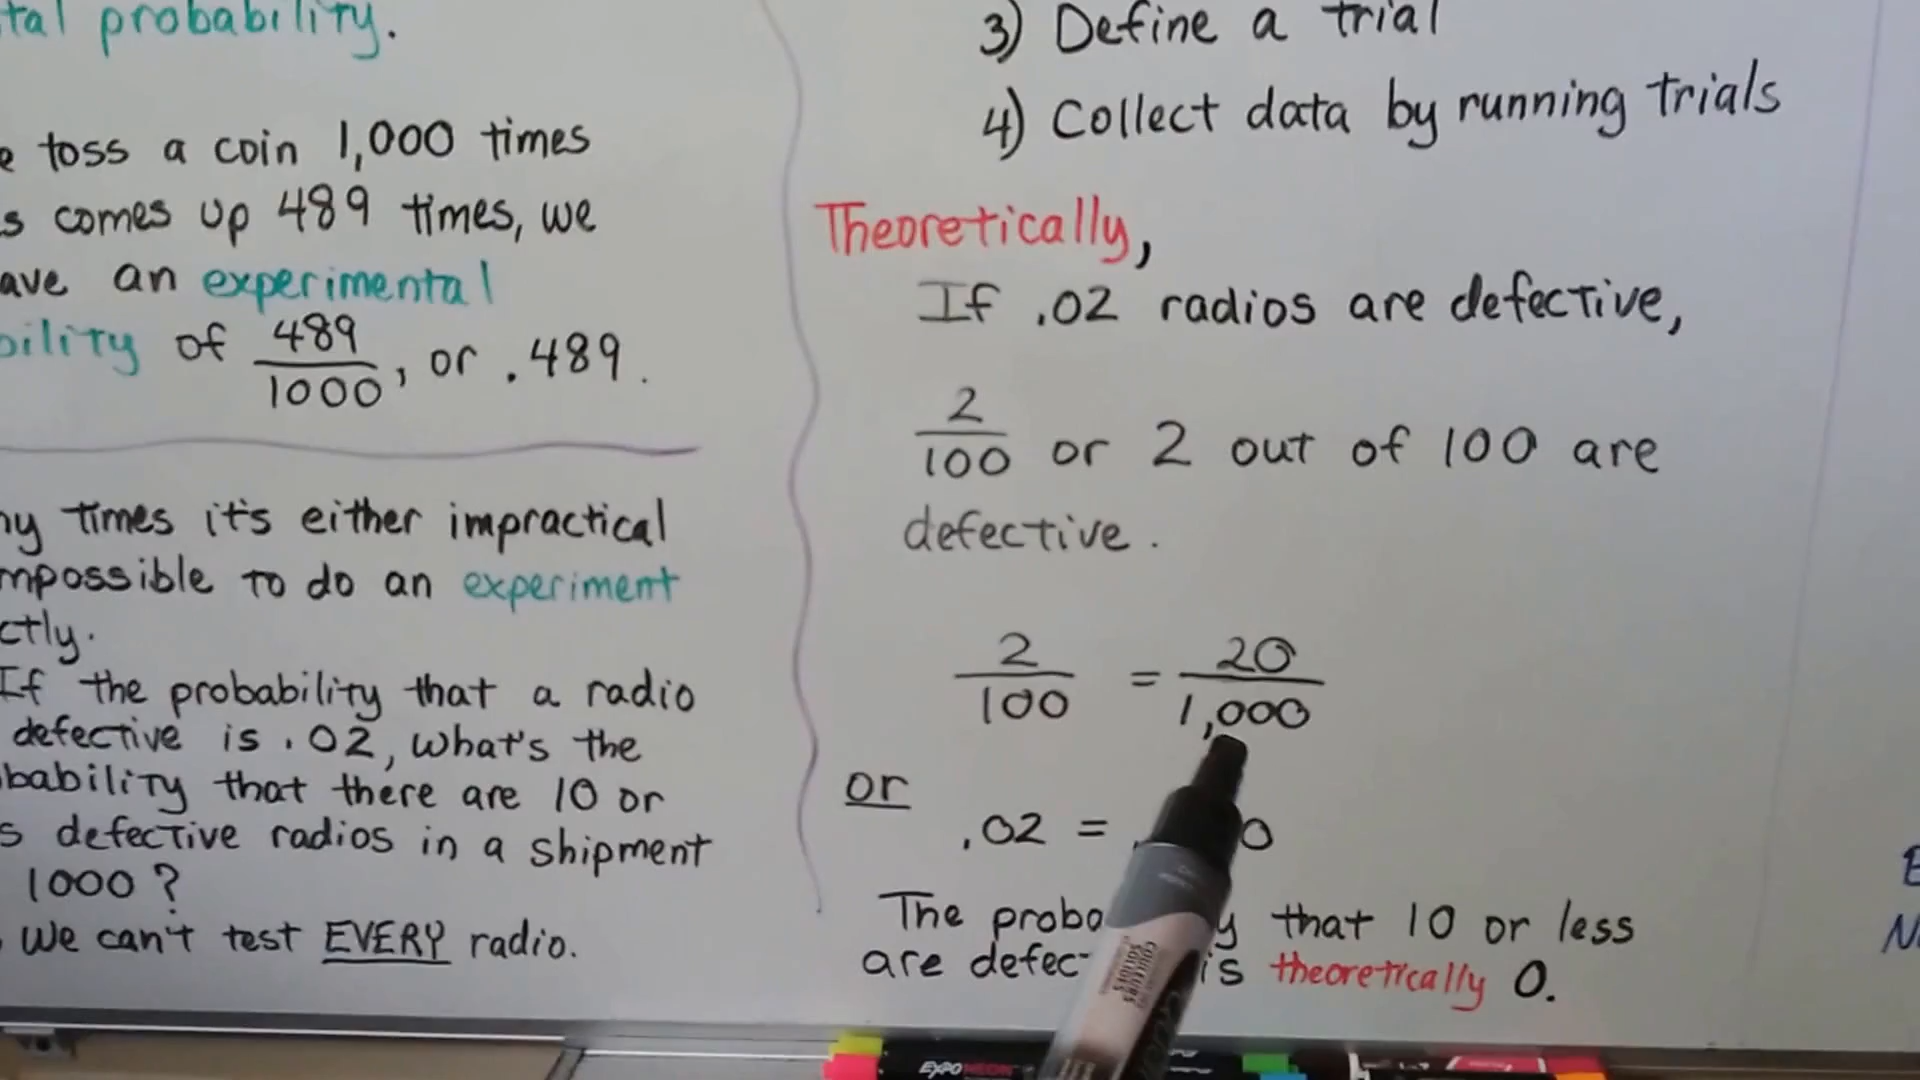 tal probability.
toss a coin 1,000 times
s comes up 489 times, we
ave an experimental
bility of 489/1000, or .489.
ny times it's either impractical
mpossible to do an experiment
ctly.
If the probability that a radio
defective is .02, what's the
bability that there are 10 or
s defective radios in a shipment
1000?
We can't test EVERY radio.
3) Define a trial
4) Collect data by running trials
Theoretically,
If .02 radios are defective,
2/100 or 2 out of 100 are
defective.
2/100 = 20/1,000
or
.02 = 0
The proba y that 10 or less
are defec is theoretically 0.
EXPO NEON
COULEURS
SOLIDES